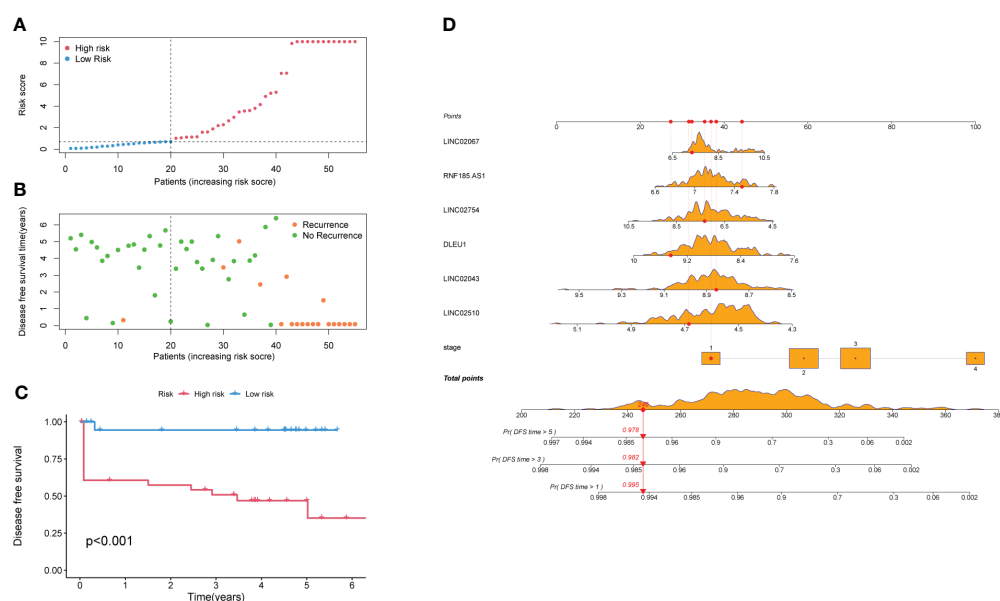 A
High risk
Low Risk
Risk score
0 2 4 6 8 10
0 10 20 30 40 50
Patients (increasing risk socre)
B
Recurrence
No Recurrence
Disease free survival time(years)
0 1 2 3 4 5 6
0 10 20 30 40 50
Patients (increasing risk socre)
C
Risk High risk Low risk
Disease free survival
1.00
0.75
0.50
0.25
0.00
p<0.001
0 1 2 3 4 5 6
Time(years)
D
Points
0 20 40 60 80 100
LINC02067
6.5 8.5 10.5
RNF185.AS1
6.6 7 7.4 7.8
LINC02754
10.5 8.5 6.5 4.5
DLEU1
10 9.2 8.4 7.6
LINC02043
9.5 9.3 9.1 8.9 8.7 8.5
LINC02510
5.1 4.9 4.7 4.5 4.3
stage
1 3
2 4
Total points
200 220 260 280 300 320 340 360 380
0.978
Pr( DFS time > 5 )
0.997 0.994 0.985 0.96 0.9 0.7 0.3 0.06 0.002
0.982
Pr( DFS time > 3 )
0.998 0.994 0.985 0.96 0.9 0.7 0.3 0.06 0.002
0.995
Pr( DFS time > 1 )
0.998 0.994 0.985 0.96 0.9 0.7 0.3 0.06 0.002